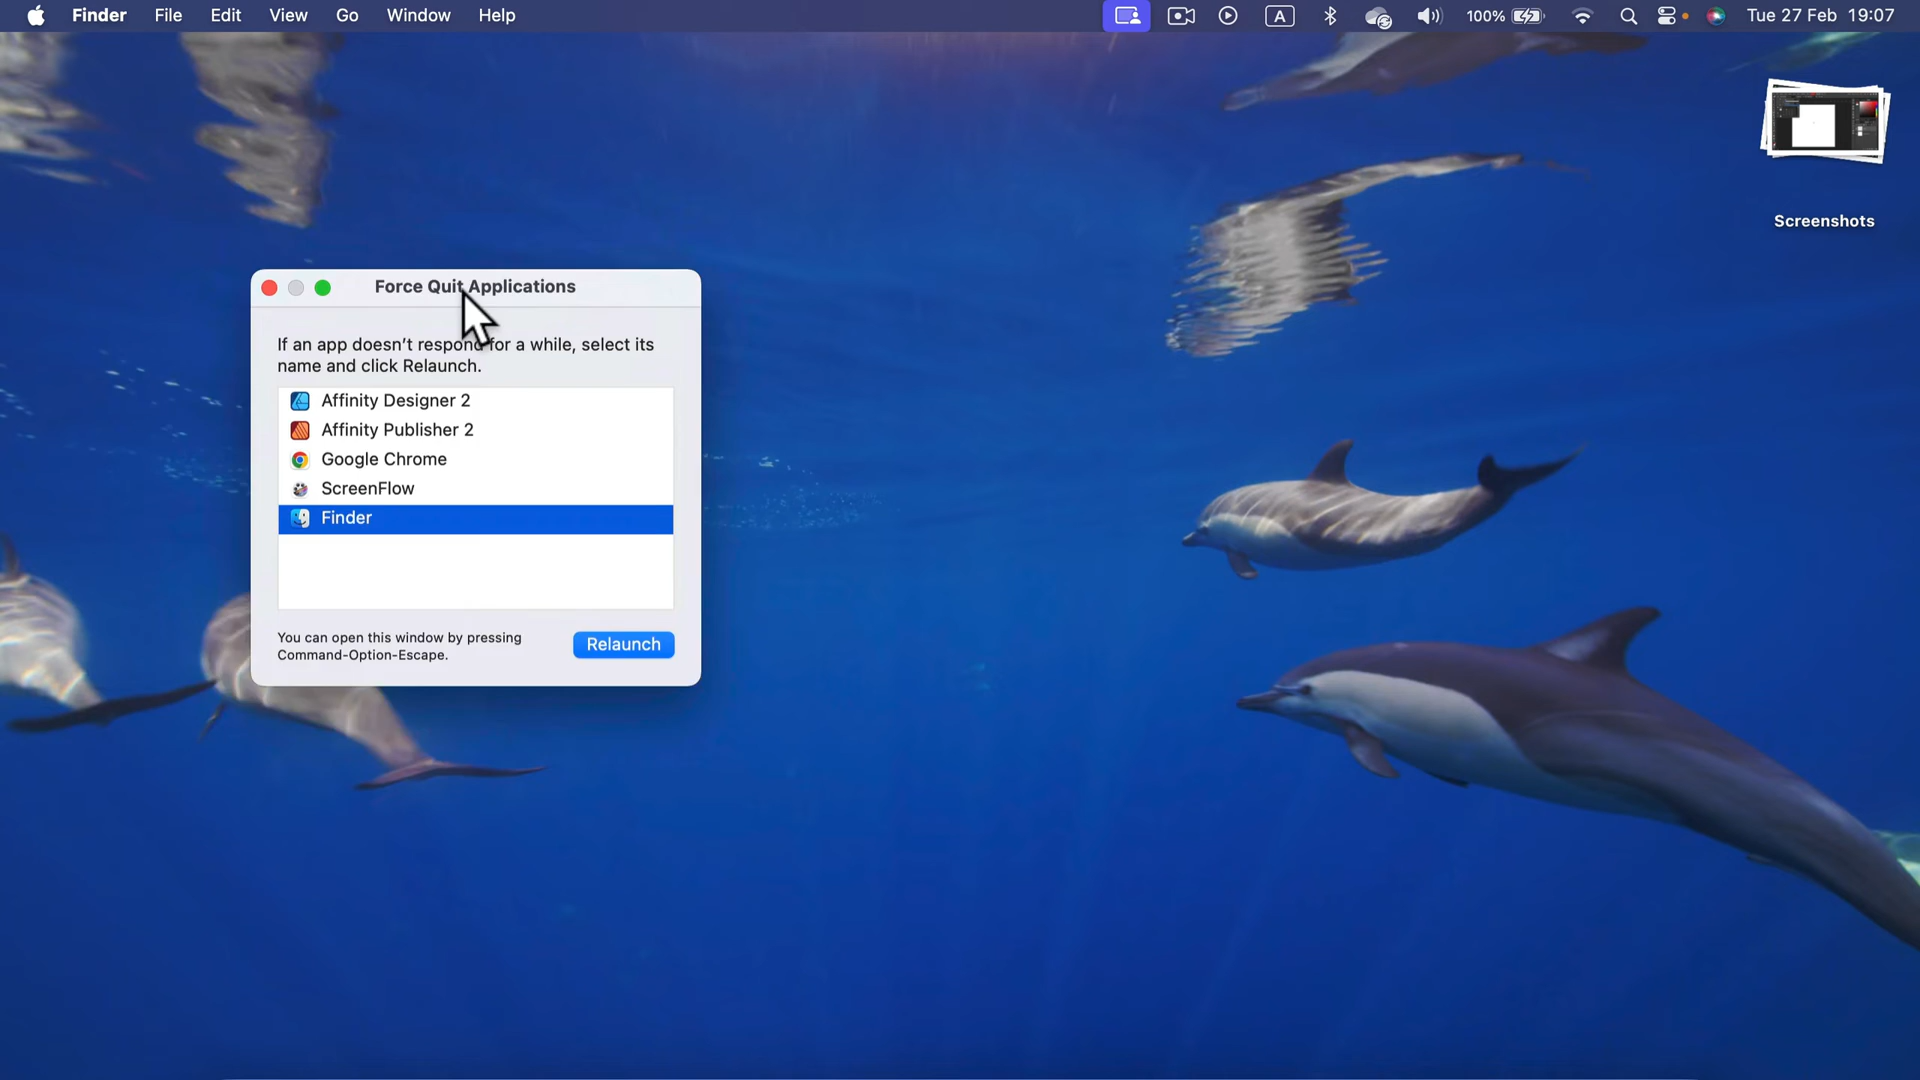 Finder File Edit View Go Window Help A 100% Tue 27 Feb 19:07
Screenshots
Force Quit Applications
If an app doesn't respond for a while, select its
name and click Relaunch.
Affinity Designer 2
Affinity Publisher 2
Google Chrome
ScreenFlow
Finder
You can open this window by pressing
Command-Option-Escape.
Relaunch